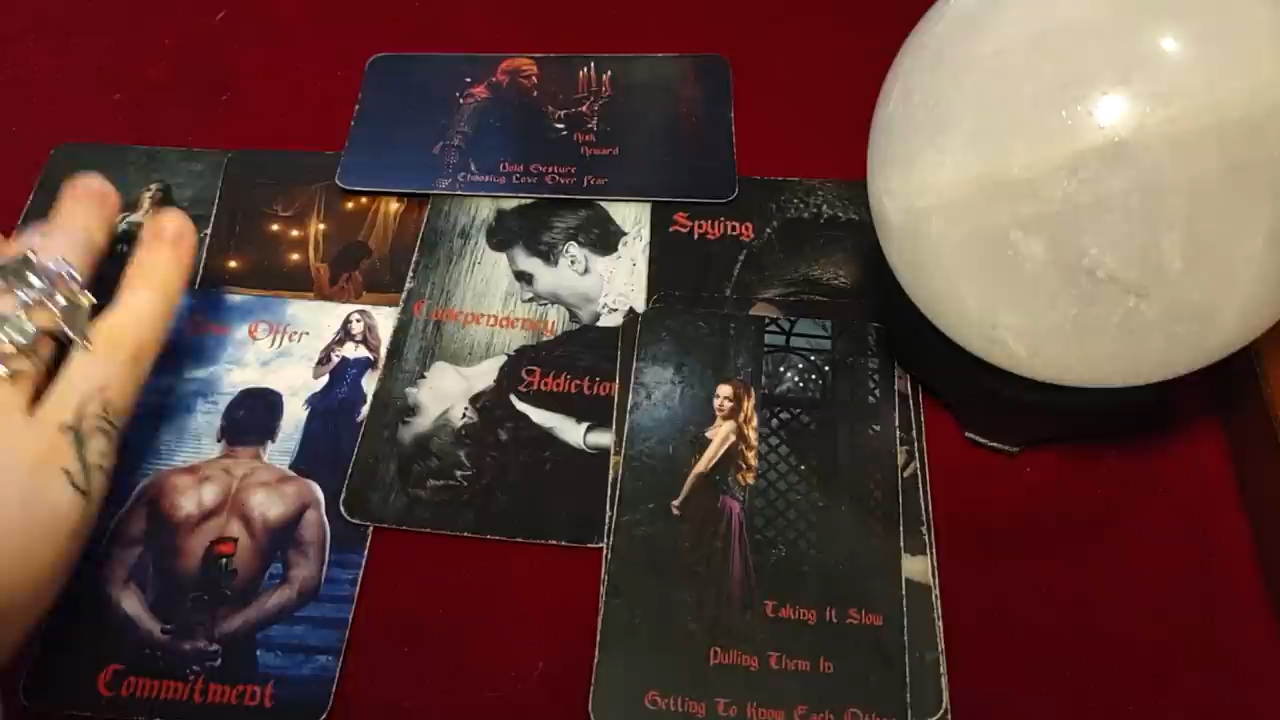 Risk
Reward
Bold Gesture
Choosing Love Over Fear
Spying
Offer
Codependency
Addiction
Commitment
Taking It Slow
Pulling Them In
Getting To Know Each Other